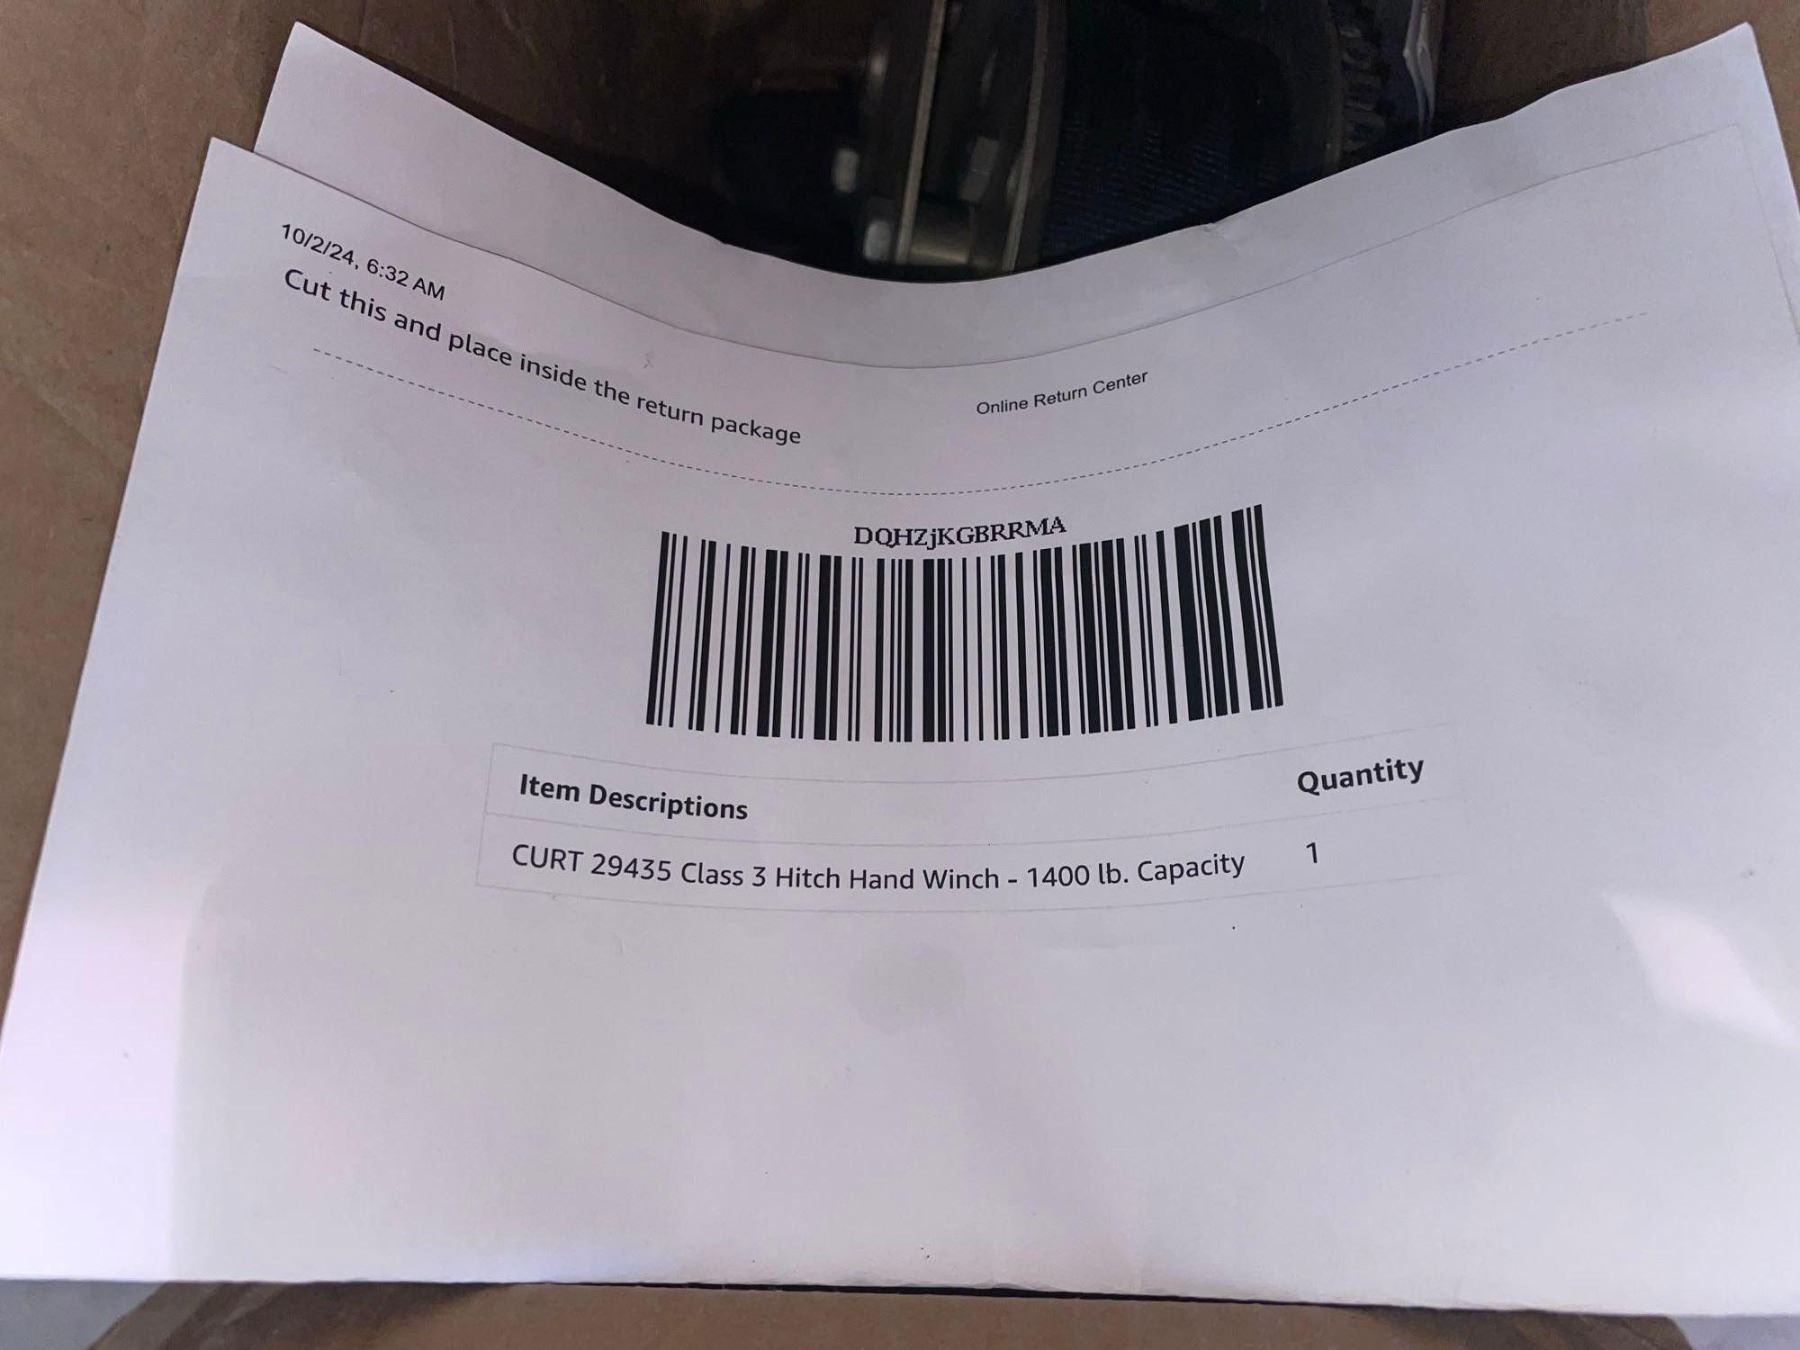 10/2/24, 6:32 AM
Online Return Center
Cut this and place inside the return package
DQHZjKGBRRMA
Item Descriptions Quantity
CURT 29435 Class 3 Hitch Hand Winch - 1400 lb. Capacity 1